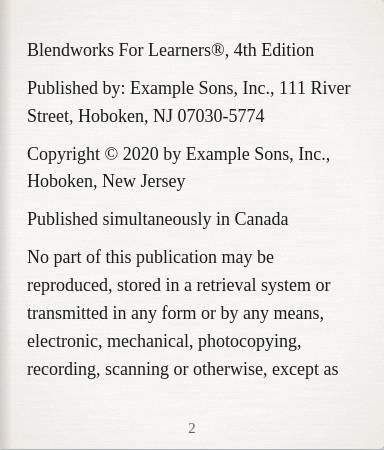 Blendworks For Learners®, 4th Edition
Published by: Example Sons, Inc., 111 River
Street, Hoboken, NJ 07030-5774
Copyright © 2020 by Example Sons, Inc.,
Hoboken, New Jersey
Published simultaneously in Canada
No part of this publication may be
reproduced, stored in a retrieval system or
transmitted in any form or by any means,
electronic, mechanical, photocopying,
recording, scanning or otherwise, except as
2